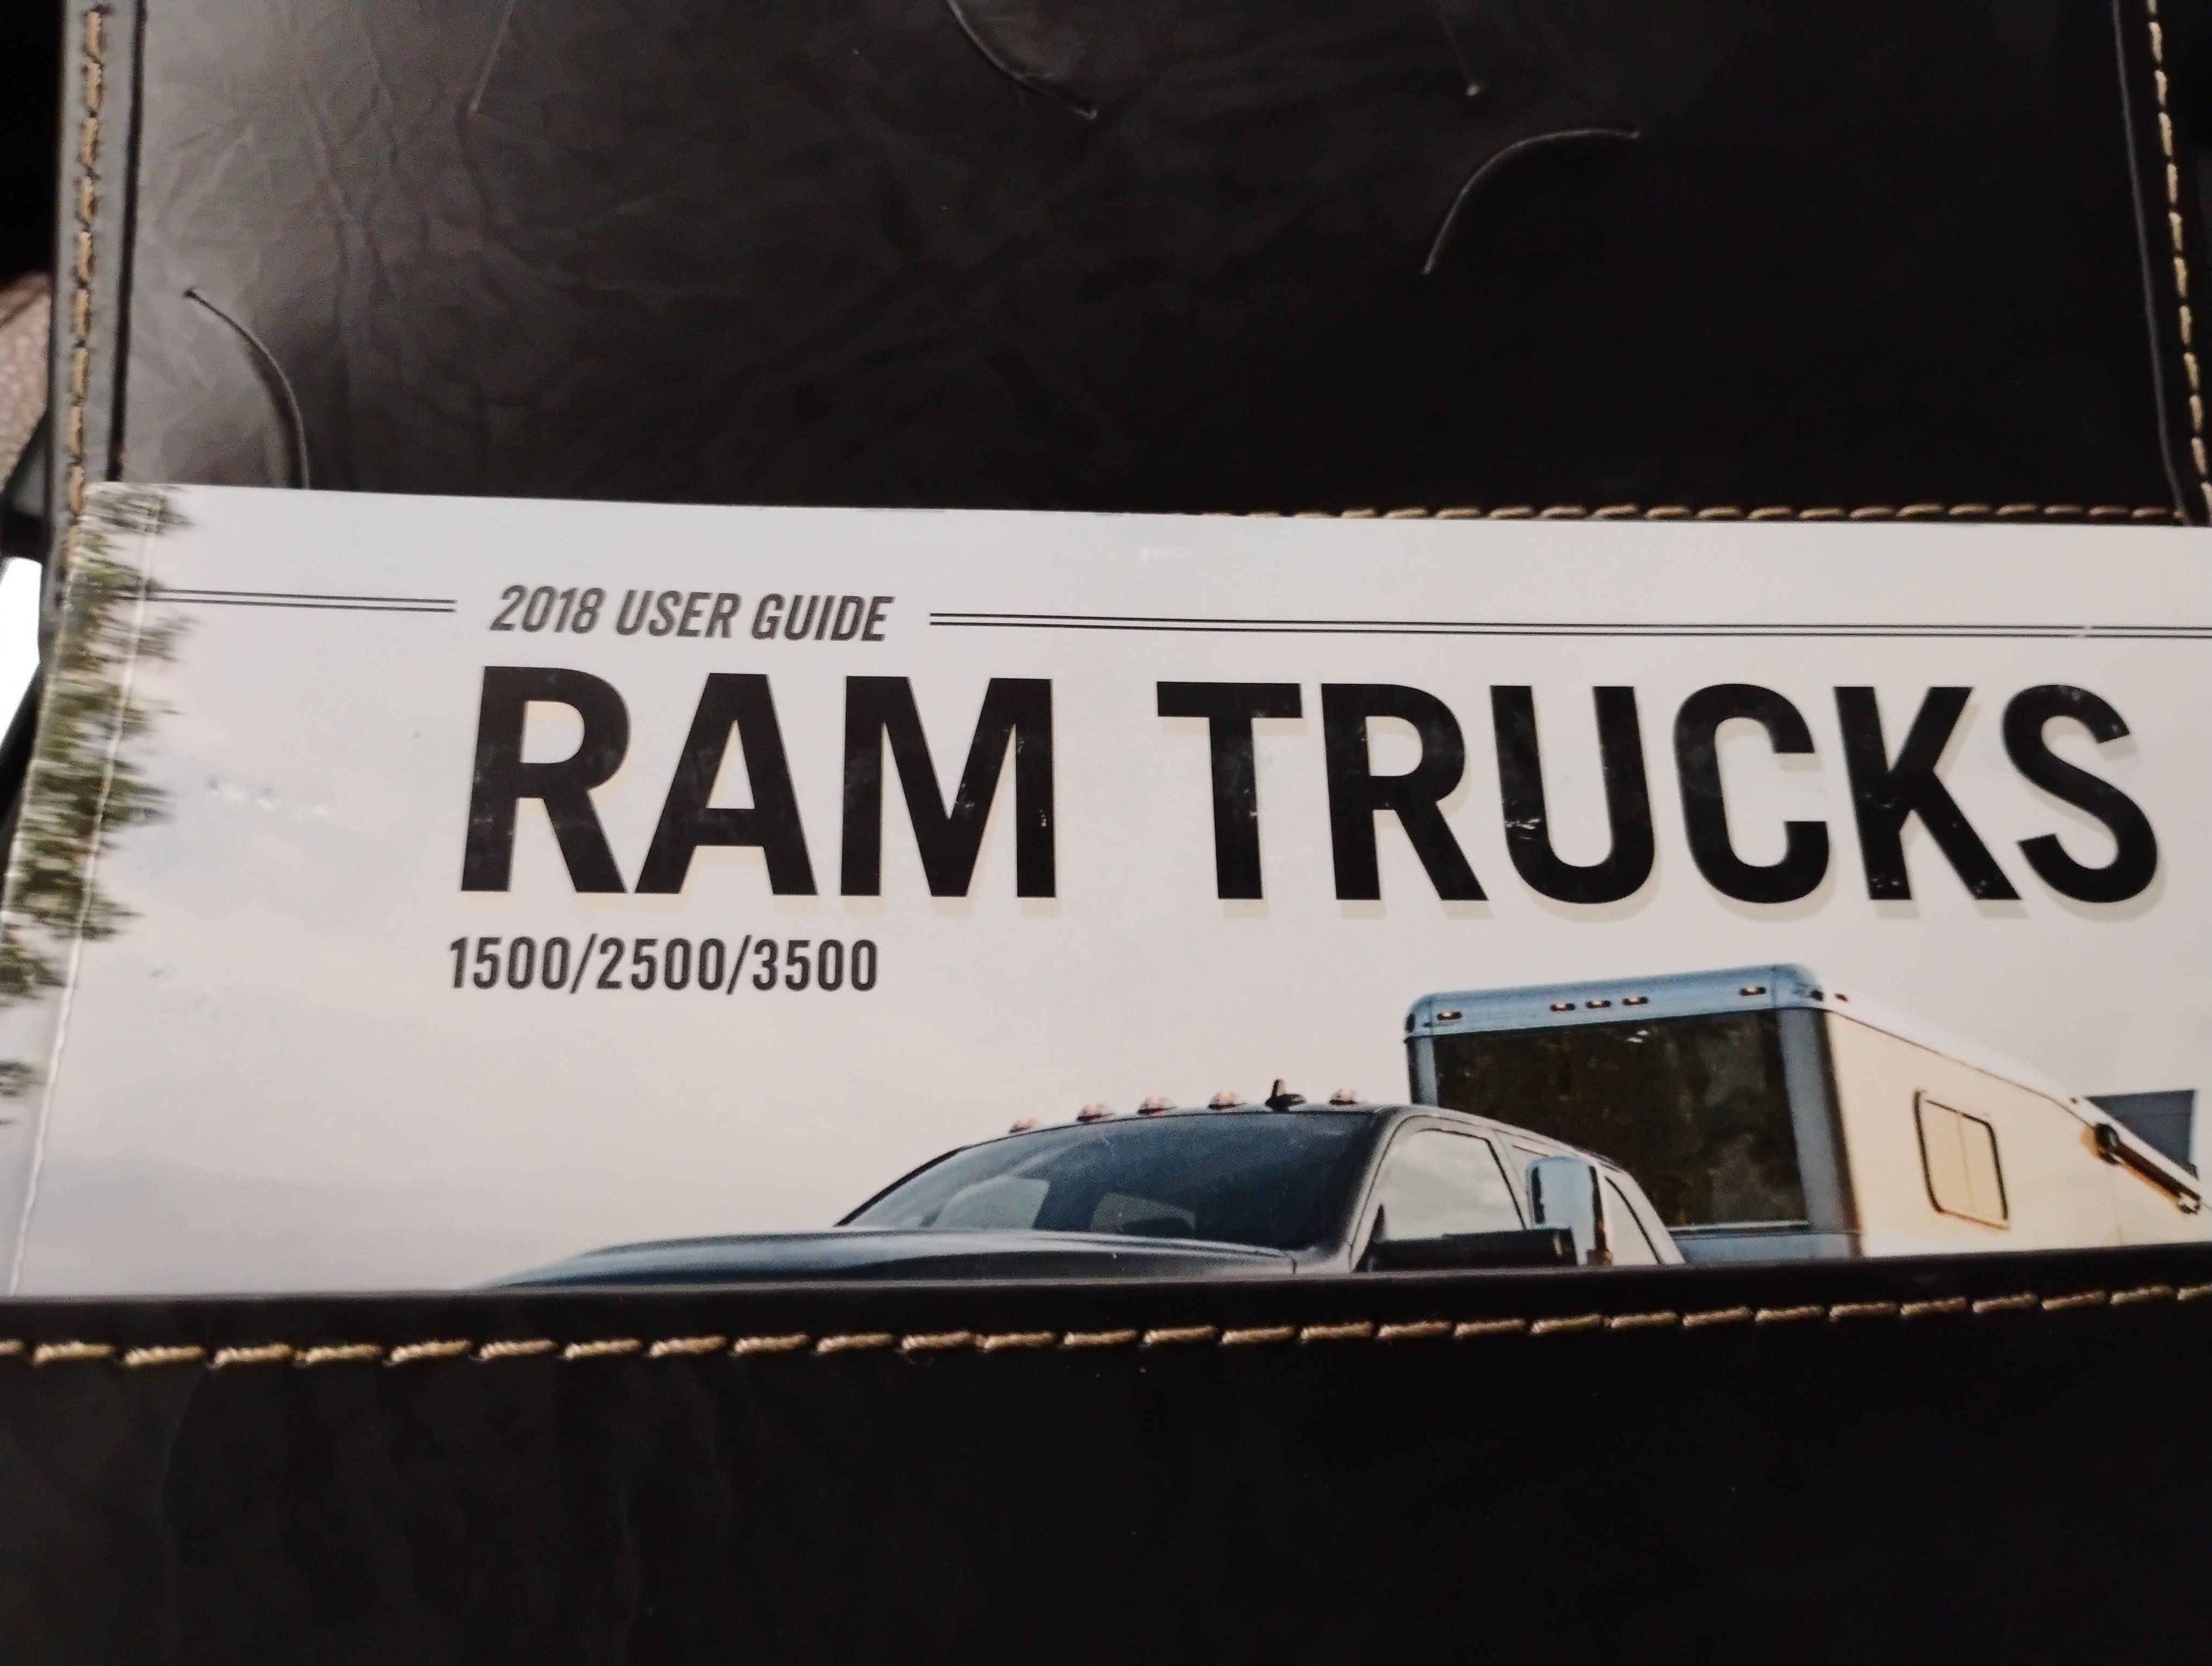 2018 USER GUIDE
RAM TRUCKS
1500/2500/3500